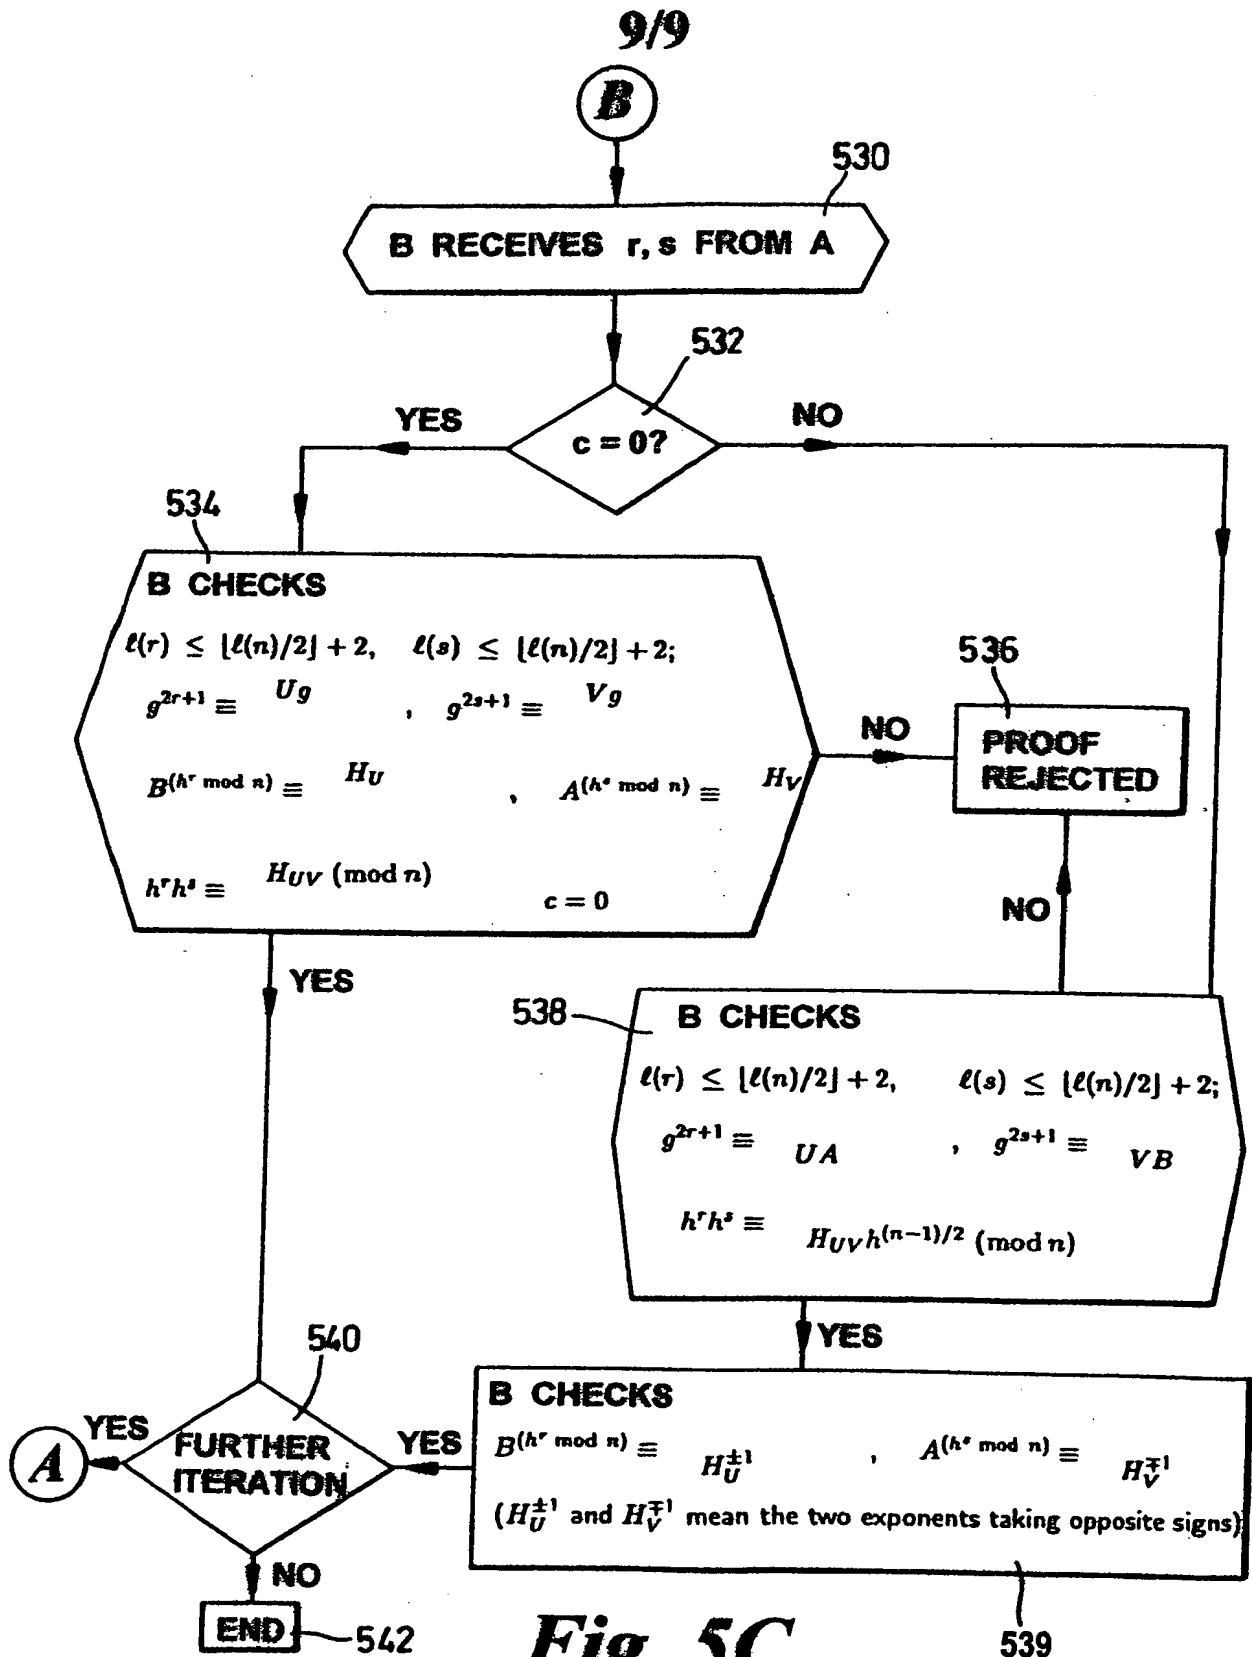 9/9
B
530
B RECEIVES r, s FROM A
532
YES
c = 0?
NO
534
B CHECKS
ℓ(r) ≤ ⌊ℓ(n)/2⌋ + 2, ℓ(s) ≤ ⌊ℓ(n)/2⌋ + 2;
g^{2r+1} ≡ Ug , g^{2s+1} ≡ Vg
B^{(h^r mod n)} ≡ H_U , A^{(h^s mod n)} ≡ H_V
h^r h^s ≡ H_{UV} (mod n) c = 0
NO
536
PROOF
REJECTED
NO
YES
538
B CHECKS
ℓ(r) ≤ ⌊ℓ(n)/2⌋ + 2, ℓ(s) ≤ ⌊ℓ(n)/2⌋ + 2;
g^{2r+1} ≡ UA , g^{2s+1} ≡ VB
h^r h^s ≡ H_{UV} h^{(n-1)/2} (mod n)
YES
540
B CHECKS
B^{(h^r mod n)} ≡ H_U^{±1} , A^{(h^s mod n)} ≡ H_V^{∓1}
(H_U^{±1} and H_V^{∓1} mean the two exponents taking opposite signs)
539
YES
FURTHER
ITERATION
YES
A
NO
END
542
Fig 5C